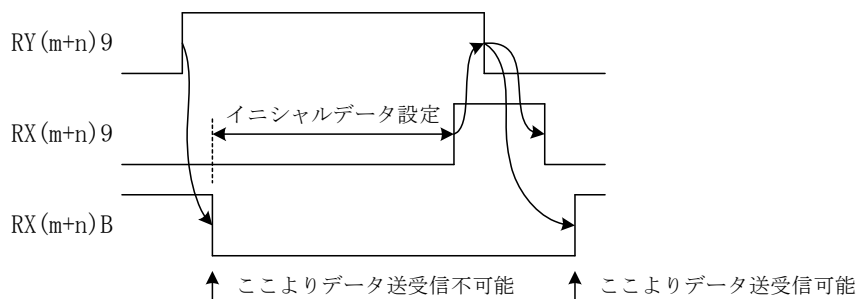 RY(m+n)9
イニシャルデータ設定
RX(m+n)9
RX(m+n)B
ここよりデータ送受信不可能
ここよりデータ送受信可能